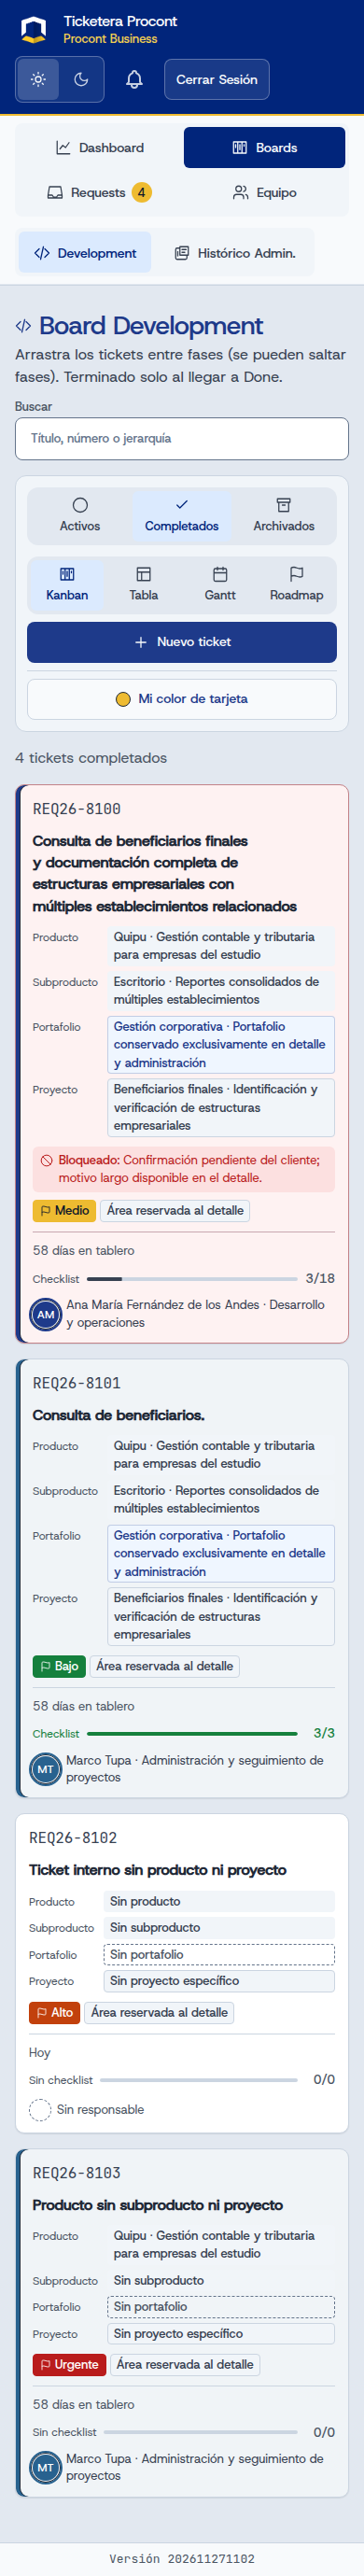 Ticketera Procont
Procont Business
Cerrar Sesión
Dashboard
Boards
Requests 4
Equipo
Development
Histórico Admin.
Board Development
Arrastra los tickets entre fases (se pueden saltar
fases). Terminado solo al llegar a Done.
Buscar
Título, número o jerarquía
Activos
Completados
Archivados
Kanban
Tabla
Gantt
Roadmap
Nuevo ticket
Mi color de tarjeta
4 tickets completados
REQ26-8100
Consulta de beneficiarios finales
y documentación completa de
estructuras empresariales con
múltiples establecimientos relacionados
Producto Quipu · Gestión contable y tributaria
para empresas del estudio
Subproducto Escritorio · Reportes consolidados de
múltiples establecimientos
Portafolio Gestión corporativa · Portafolio
conservado exclusivamente en detalle
y administración
Proyecto Beneficiarios finales · Identificación y
verificación de estructuras
empresariales
Bloqueado: Confirmación pendiente del cliente;
motivo largo disponible en el detalle.
Medio Área reservada al detalle
58 días en tablero
Checklist 3/18
AM Ana María Fernández de los Andes · Desarrollo
y operaciones
REQ26-8101
Consulta de beneficiarios.
Producto Quipu · Gestión contable y tributaria
para empresas del estudio
Subproducto Escritorio · Reportes consolidados de
múltiples establecimientos
Portafolio Gestión corporativa · Portafolio
conservado exclusivamente en detalle
y administración
Proyecto Beneficiarios finales · Identificación y
verificación de estructuras
empresariales
Bajo Área reservada al detalle
58 días en tablero
Checklist 3/3
MT Marco Tupa · Administración y seguimiento de
proyectos
REQ26-8102
Ticket interno sin producto ni proyecto
Producto Sin producto
Subproducto Sin subproducto
Portafolio Sin portafolio
Proyecto Sin proyecto específico
Alto Área reservada al detalle
Hoy
Sin checklist 0/0
Sin responsable
REQ26-8103
Producto sin subproducto ni proyecto
Producto Quipu · Gestión contable y tributaria
para empresas del estudio
Subproducto Sin subproducto
Portafolio Sin portafolio
Proyecto Sin proyecto específico
Urgente Área reservada al detalle
58 días en tablero
Sin checklist 0/0
MT Marco Tupa · Administración y seguimiento de
proyectos
Versión 202611271102